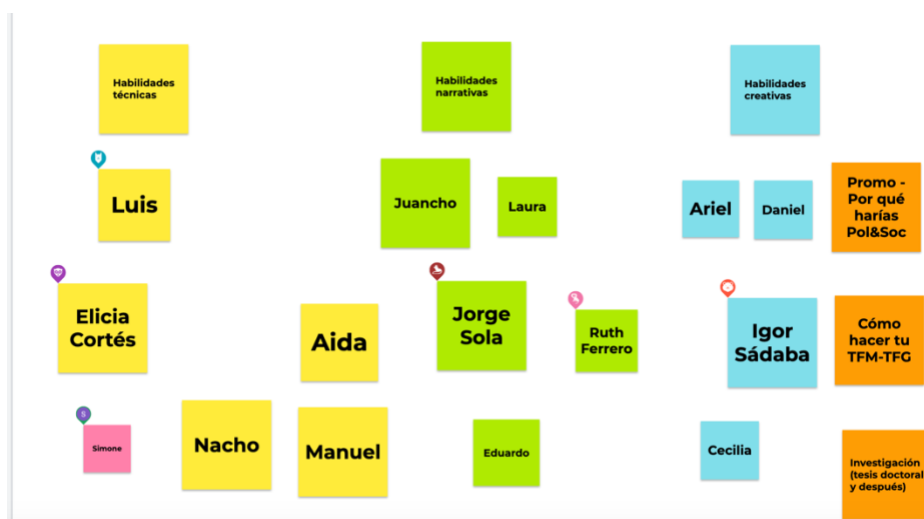 Habilidades
técnicas
Habilidades
narrativas
Habilidades
creativas
Luis
Juancho
Laura
Ariel
Daniel
Promo -
Por qué
harías
Pol&Soc
Elicia
Cortés
Aida
Jorge
Sola
Ruth
Ferrero
Igor
Sádaba
Cómo
hacer tu
TFM-TFG
S
Simone
Nacho
Manuel
Eduardo
Cecilia
Investigación
(tesis doctoral
y después)